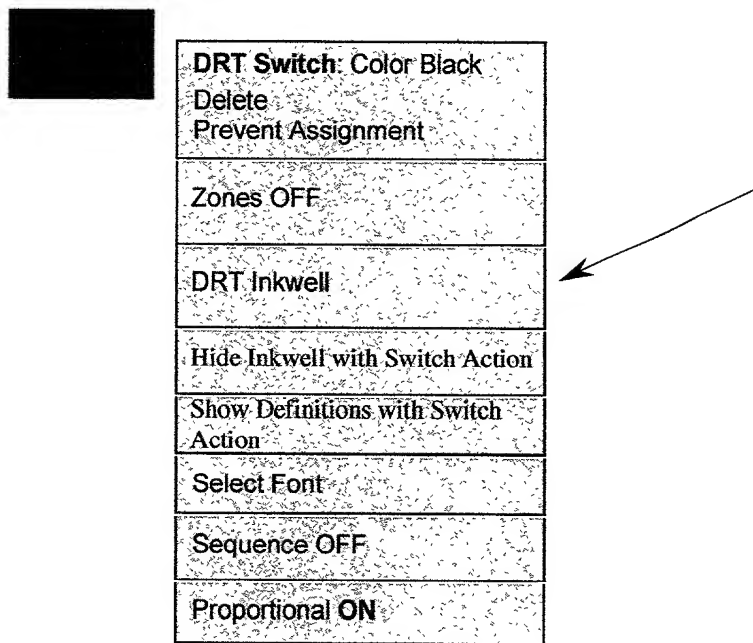 DRT Switch: Color Black
Delete
Prevent Assignment
Zones OFF
DRT Inkwell
Hide Inkwell with Switch Action
Show Definitions with Switch
Action
Select Font
Sequence OFF
Proportional ON